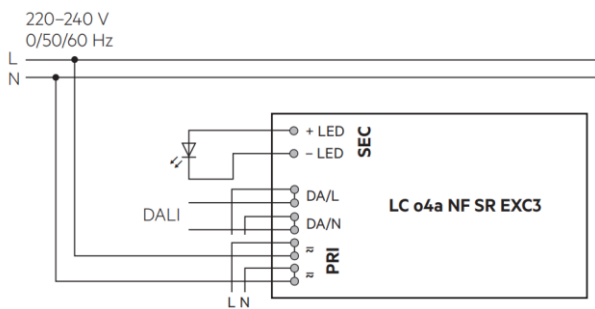 220–240 V
0/50/60 Hz
L
N
+ LED
– LED
SEC
DA/L
DALI
DA/N
≂
≂
PRI
L N
LC o4a NF SR EXC3